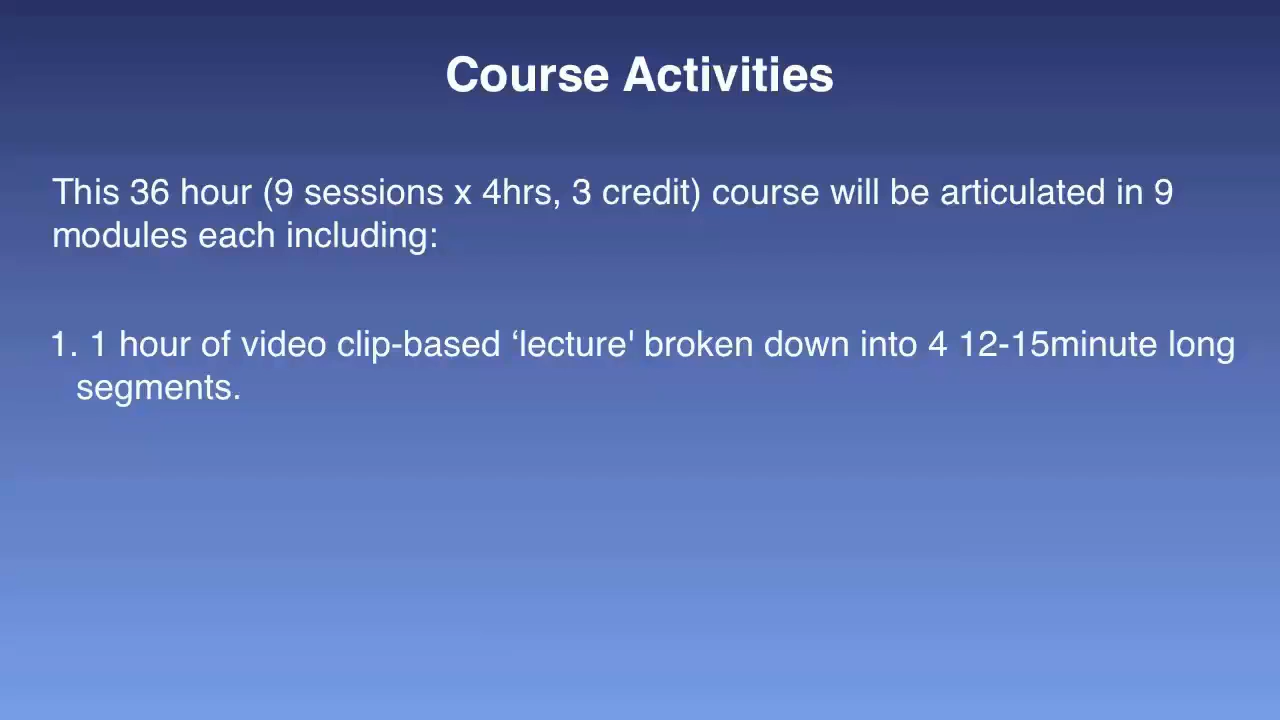 Course Activities
This 36 hour (9 sessions x 4hrs, 3 credit) course will be articulated in 9
modules each including:
1. 1 hour of video clip-based ‘lecture' broken down into 4 12-15minute long
segments.